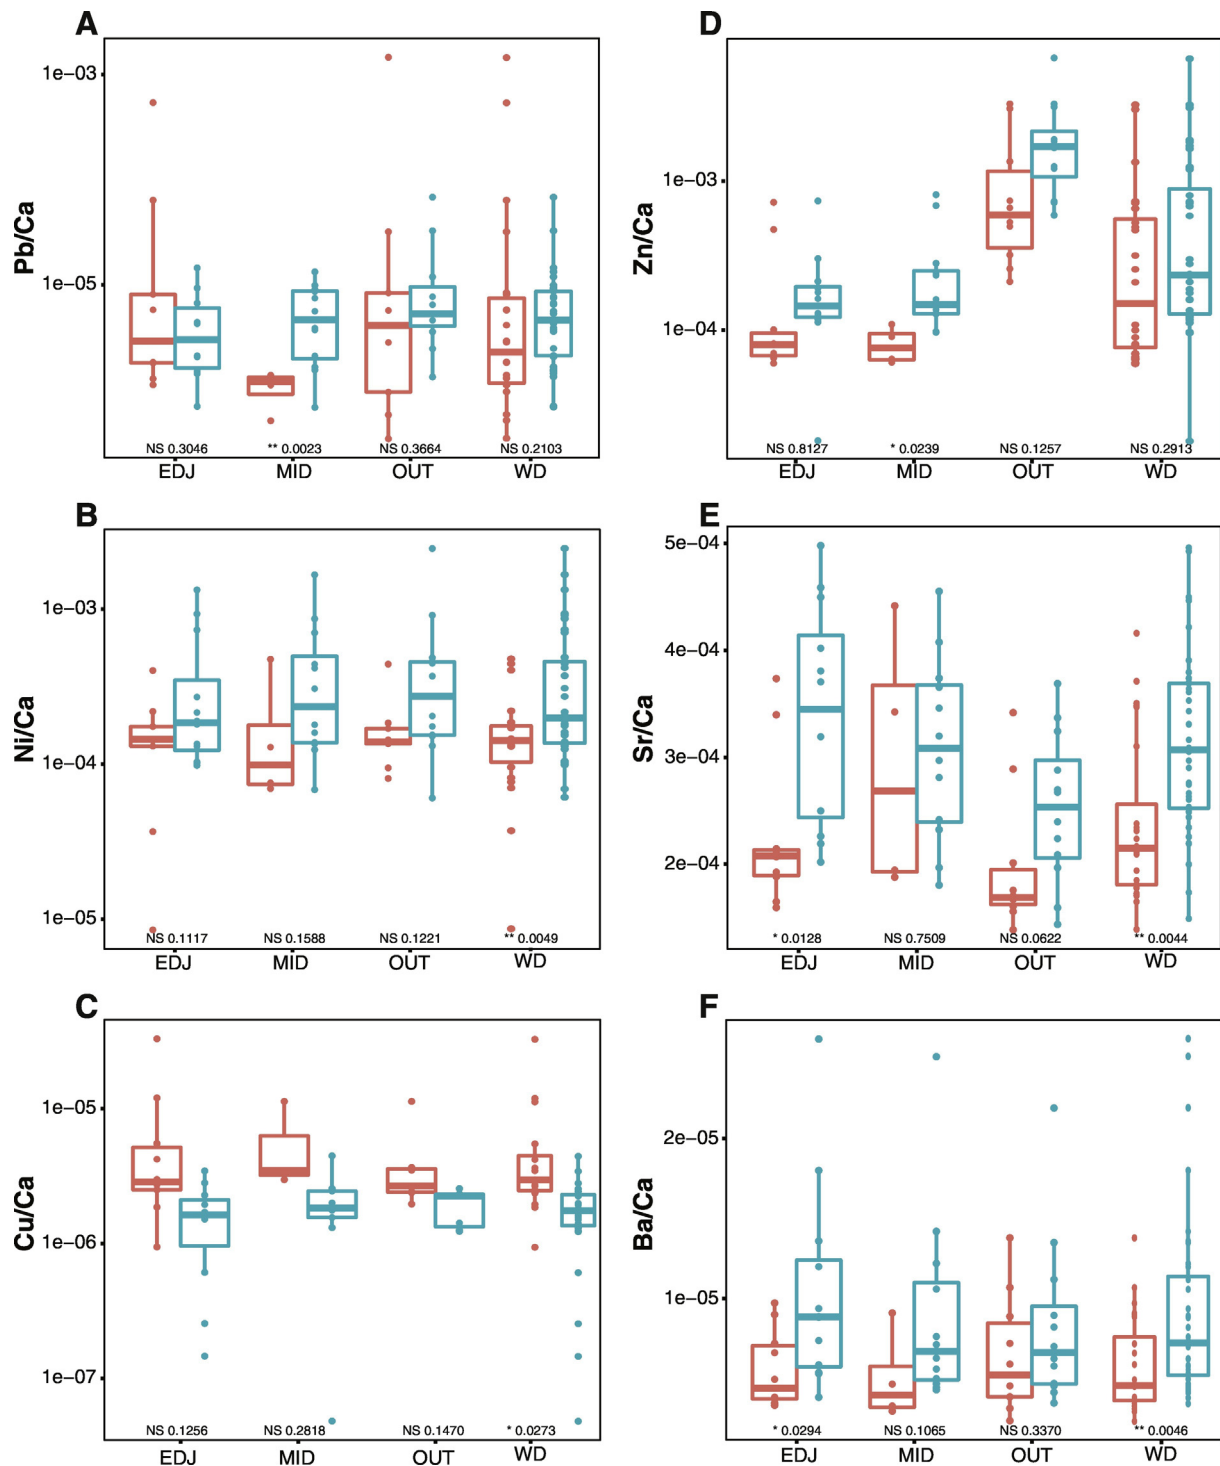 A
Pb/Ca
1e−03
1e−05
NS 0.3046
** 0.0023
NS 0.3664
NS 0.2103
EDJ
MID
OUT
WD
B
Ni/Ca
1e−03
1e−04
1e−05
NS 0.1117
NS 0.1588
NS 0.1221
** 0.0049
EDJ
MID
OUT
WD
C
Cu/Ca
1e−05
1e−06
1e−07
NS 0.1256
NS 0.2818
NS 0.1470
* 0.0273
EDJ
MID
OUT
WD
D
Zn/Ca
1e−03
1e−04
NS 0.8127
* 0.0239
NS 0.1257
NS 0.2913
EDJ
MID
OUT
WD
E
Sr/Ca
5e−04
4e−04
3e−04
2e−04
* 0.0128
NS 0.7509
NS 0.0622
** 0.0044
EDJ
MID
OUT
WD
F
Ba/Ca
2e−05
1e−05
* 0.0294
NS 0.1065
NS 0.3370
** 0.0046
EDJ
MID
OUT
WD